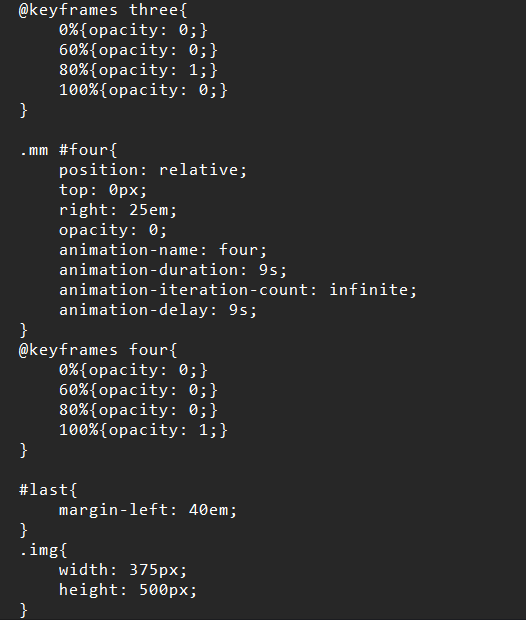 @keyframes three{
    0%{opacity: 0;}
    60%{opacity: 0;}
    80%{opacity: 1;}
    100%{opacity: 0;}
}

.mm #four{
    position: relative;
    top: 0px;
    right: 25em;
    opacity: 0;
    animation-name: four;
    animation-duration: 9s;
    animation-iteration-count: infinite;
    animation-delay: 9s;
}
@keyframes four{
    0%{opacity: 0;}
    60%{opacity: 0;}
    80%{opacity: 0;}
    100%{opacity: 1;}
}

#last{
    margin-left: 40em;
}
.img{
    width: 375px;
    height: 500px;
}